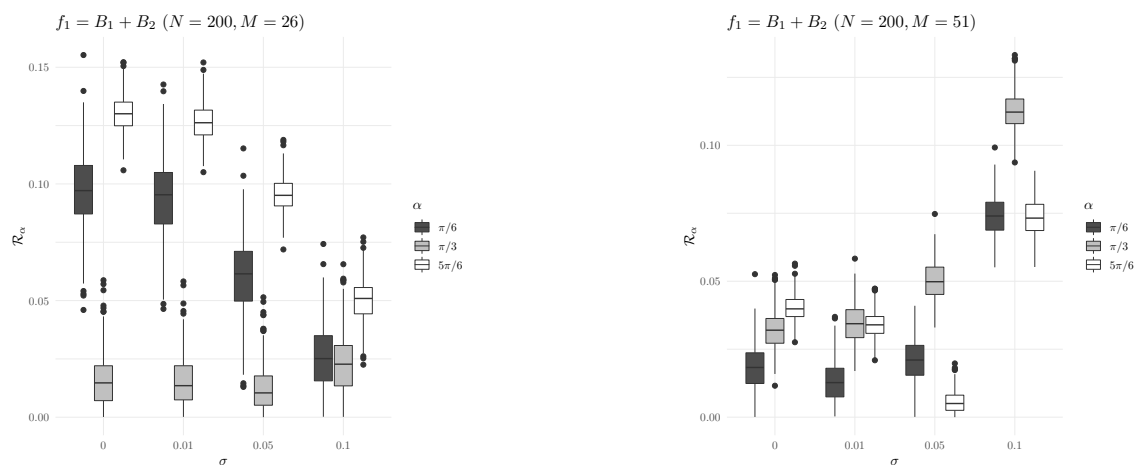 f₁ = B₁ + B₂ (N = 200, M = 26)
0.15
0.10
0.05
0.00
ℛ_α
0 0.01 0.05 0.1
σ
α
π/6
π/3
5π/6
f₁ = B₁ + B₂ (N = 200, M = 51)
0.10
0.05
0.00
ℛ_α
0 0.01 0.05 0.1
σ
α
π/6
π/3
5π/6